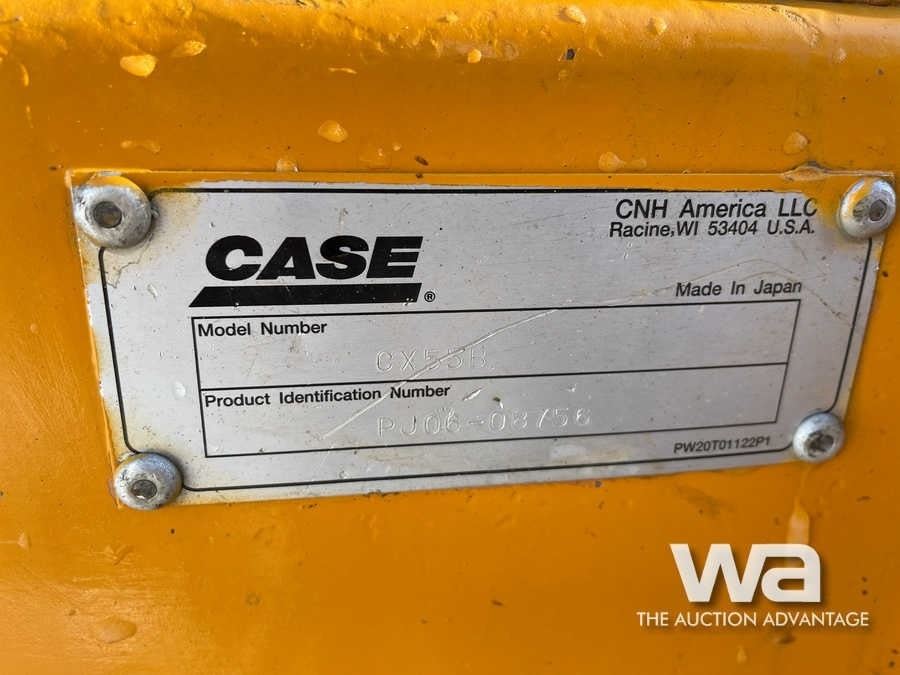 CNH America LLC
Racine, WI 53404 U.S.A.
CASE®
Made In Japan
Model Number
CX55B
Product Identification Number
PJ06-08756
PW20T01122P1
wa
THE AUCTION ADVANTAGE